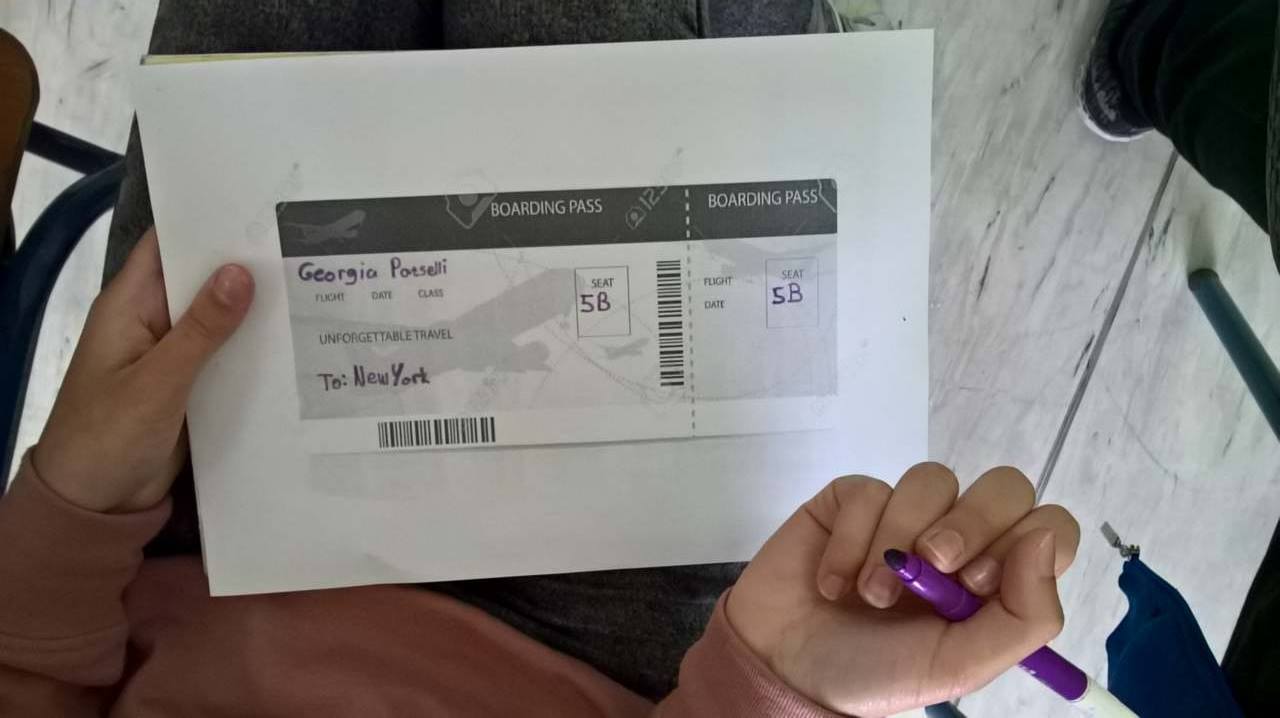 BOARDING PASS
Georgia Patselli
FLIGHT DATE CLASS
SEAT
5B
UNFORGETTABLE TRAVEL
To: New York
BOARDING PASS
FLIGHT
DATE
SEAT
5B